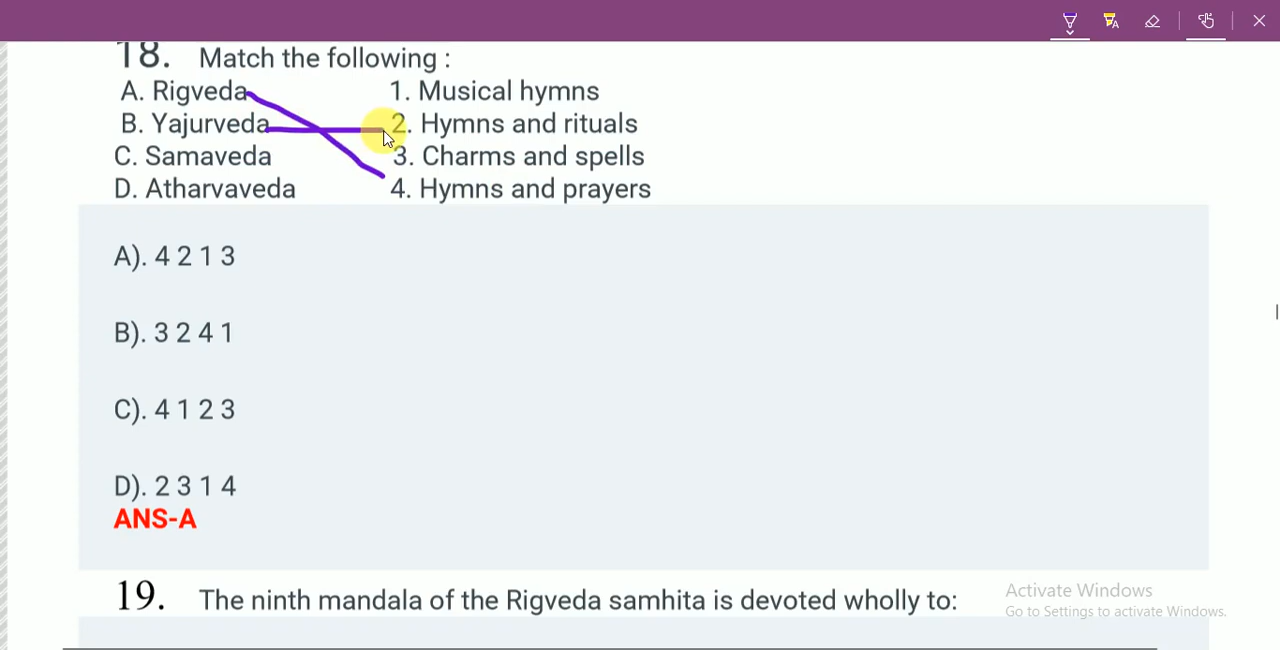 18. Match the following :
A. Rigveda 1. Musical hymns
B. Yajurveda 2. Hymns and rituals
C. Samaveda 3. Charms and spells
D. Atharvaveda 4. Hymns and prayers
A). 4 2 1 3
B). 3 2 4 1
C). 4 1 2 3
D). 2 3 1 4
ANS-A
19. The ninth mandala of the Rigveda samhita is devoted wholly to:
Activate Windows
Go to Settings to activate Windows.